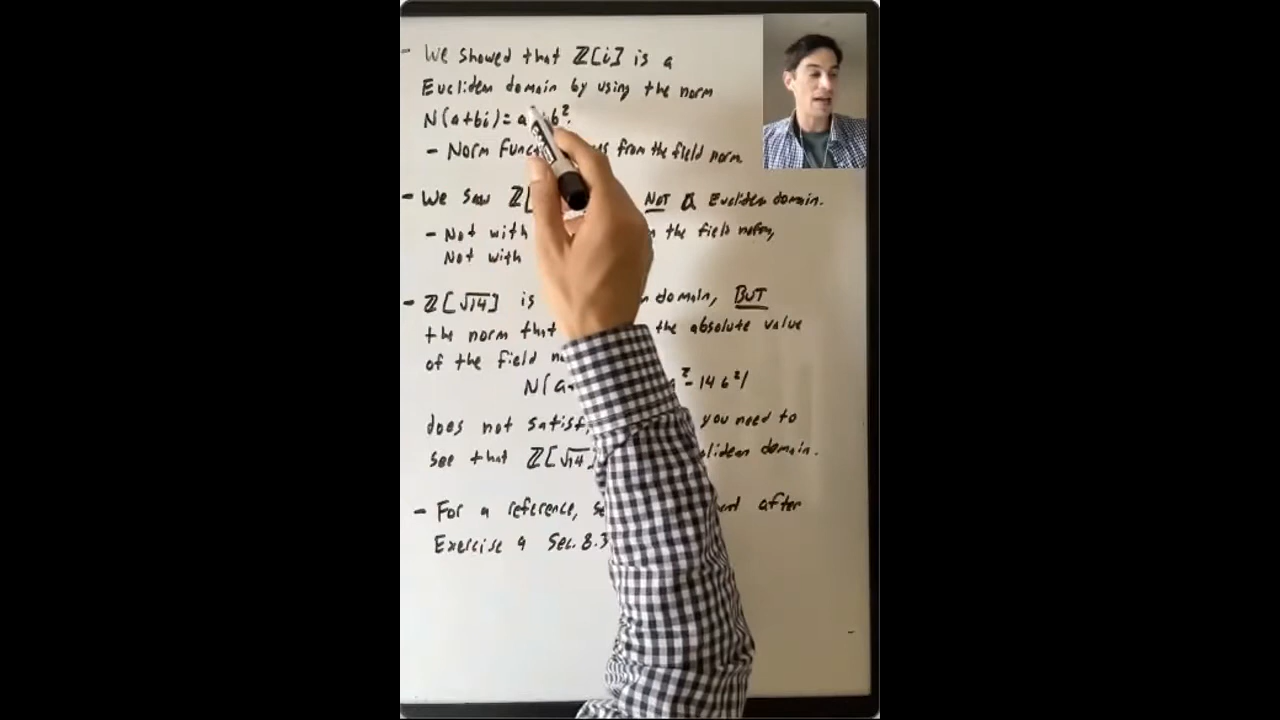 - We showed that ℤ[i] is a
Euclidean domain by using the norm
N(a+bi)=a b².
- Norm Func from the field norm.
- We saw ℤ[ NOT a Euclidean domain.
- Not with the field norm,
Not with
- ℤ[√14] is domain, BUT
the norm that the absolute value
of the field
N(a - 14b²|
does not you need to
see that ℤ[√14] domain.
- For a reference, after
Exercise 9 Sec. 8.3